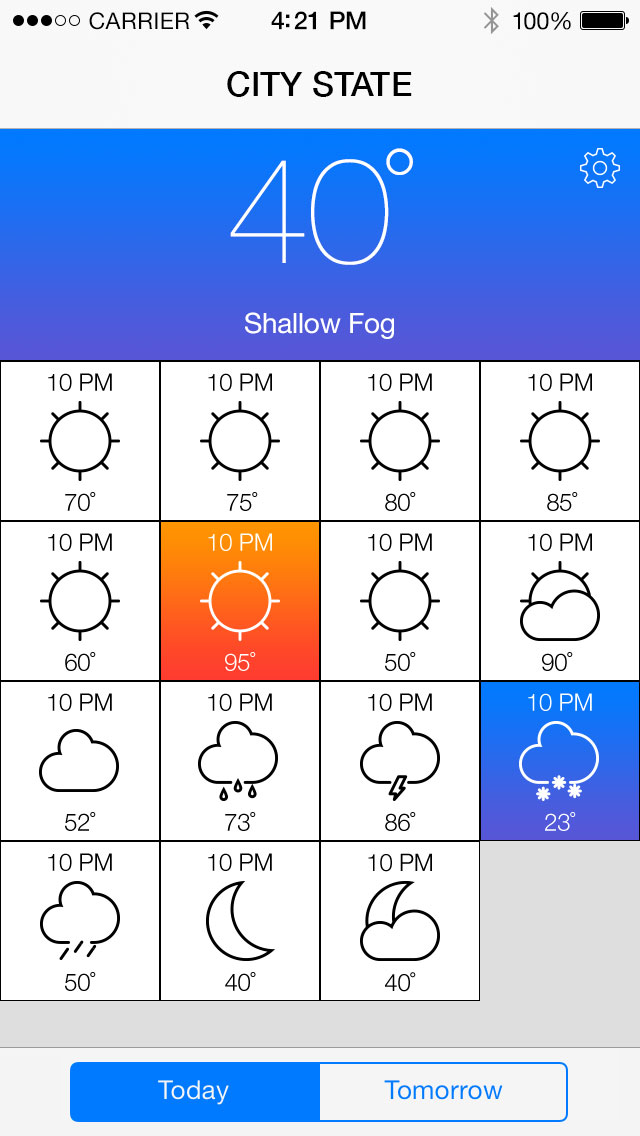 CARRIER 4:21 PM 100%
CITY STATE
40°
Shallow Fog
10 PM 10 PM 10 PM 10 PM
70° 75° 80° 85°
10 PM 10 PM 10 PM 10 PM
60° 95° 50° 90°
10 PM 10 PM 10 PM 10 PM
52° 73° 86° 23°
10 PM 10 PM 10 PM
50° 40° 40°
Today Tomorrow